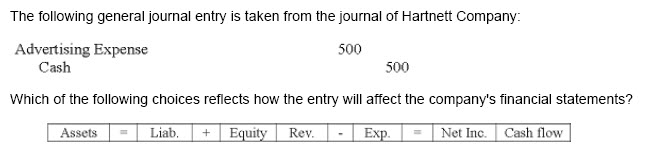 The following general journal entry is taken from the journal of Hartnett Company:
Advertising Expense 500
Cash 500
Which of the following choices reflects how the entry will affect the company's financial statements?
Assets = Liab. + Equity Rev. - Exp. = Net Inc. Cash flow